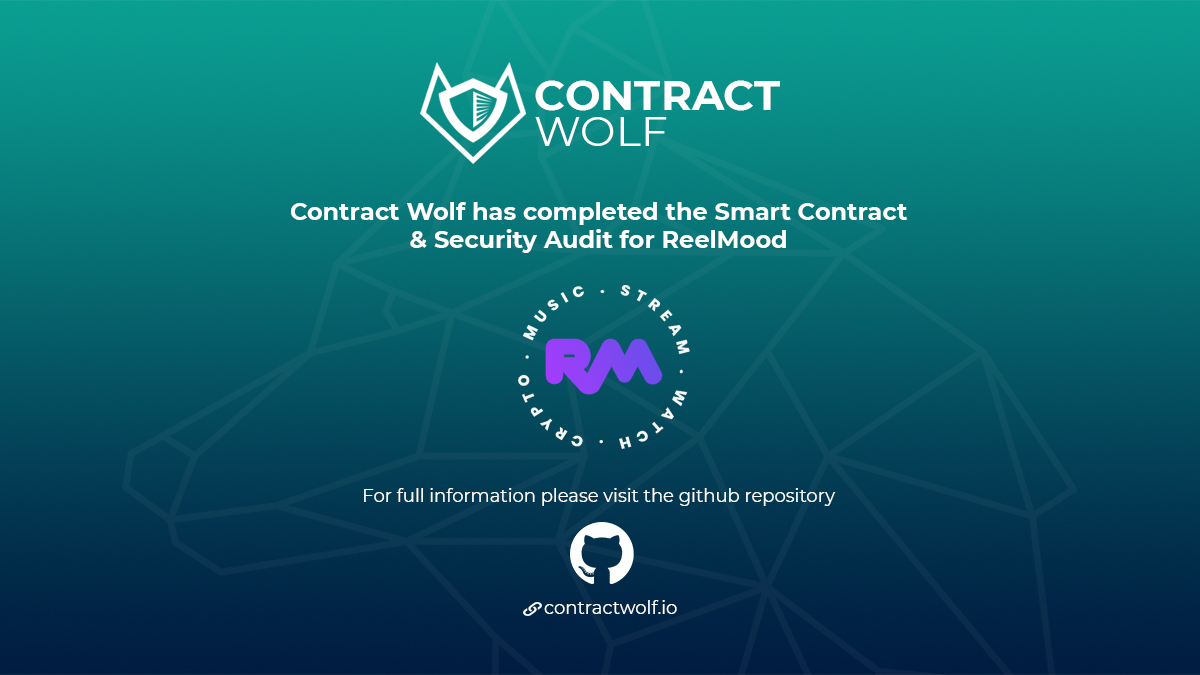 CONTRACT
WOLF
Contract Wolf has completed the Smart Contract
& Security Audit for ReelMood
MUSIC · STREAM · WATCH · CRYPTO ·
RM
For full information please visit the github repository
contractwolf.io